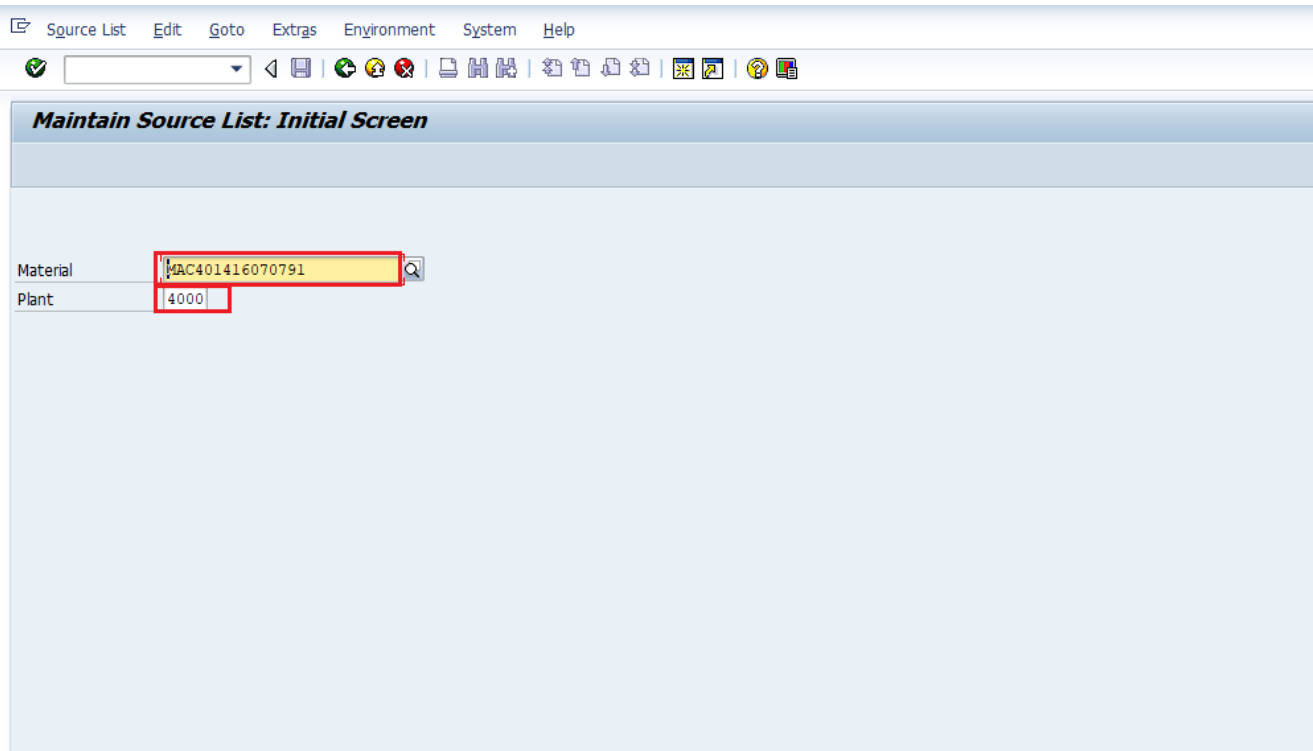 Source List Edit Goto Extras Environment System Help
Maintain Source List: Initial Screen
Material MAC401416070791
Plant 4000